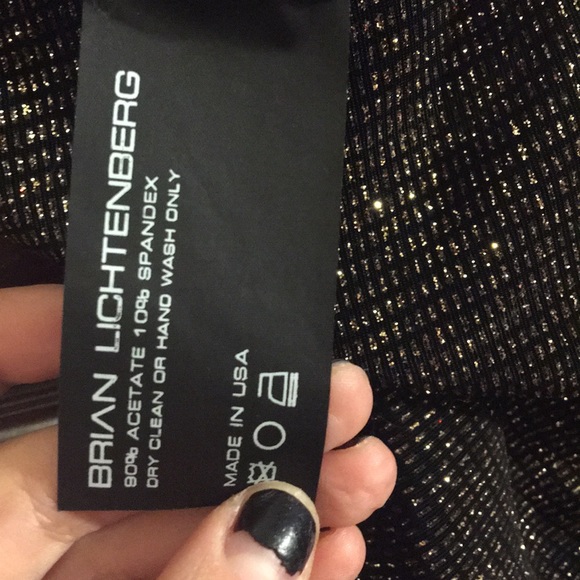 BRIAN LICHTENBERG
90% ACETATE 10% SPANDEX
DRY CLEAN OR HAND WASH ONLY
MADE IN USA